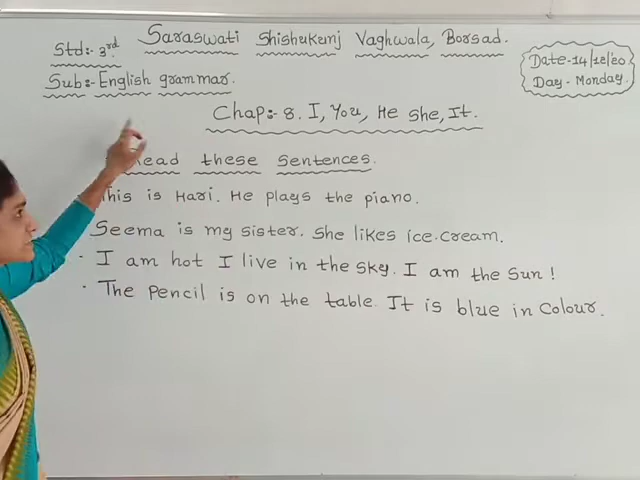 Std:- 3rd Saraswati Shishukunj Vaghwala, Borsad.
Date-14/12/20
Sub:- English grammar.
Day- Monday.
Chap:- 8. I, You, He she, It.
Read these sentences.
This is Hari. He plays the piano.
Seema is my sister. she likes ice-cream.
· I am hot I live in the sky. I am the sun!
· The pencil is on the table. It is blue in colour.